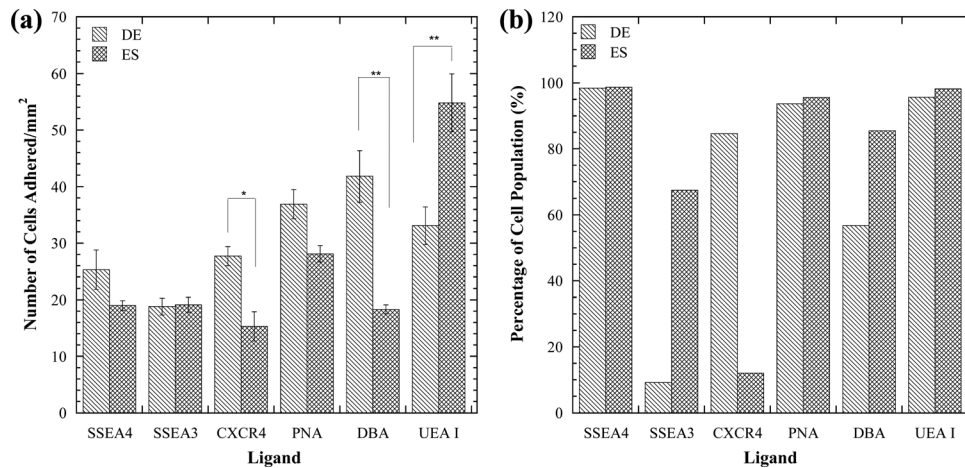 (a)
DE
ES
*
**
**
Number of Cells Adhered/mm²
70
60
50
40
30
20
10
0
SSEA4 SSEA3 CXCR4 PNA DBA UEA I
Ligand
(b)
DE
ES
Percentage of Cell Population (%)
120
100
80
60
40
20
0
SSEA4 SSEA3 CXCR4 PNA DBA UEA I
Ligand